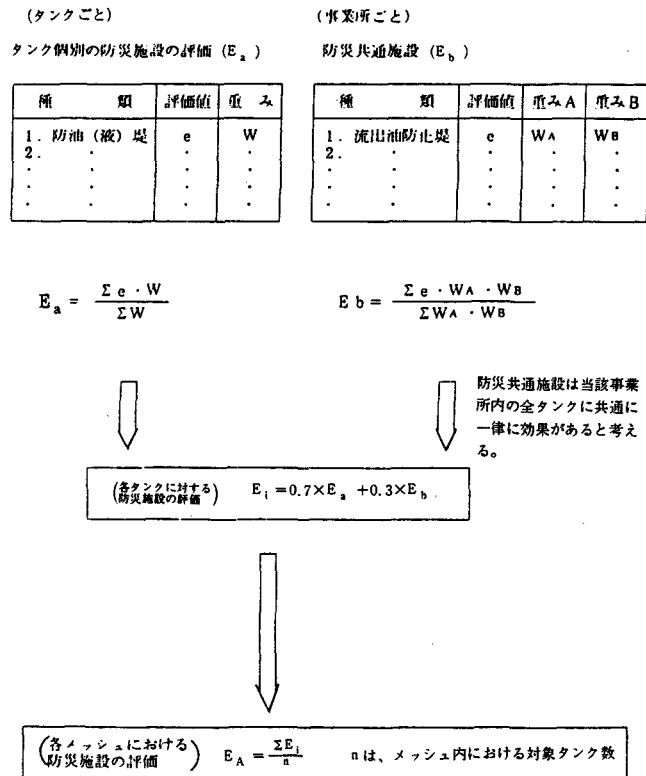 (タンクごと)
タンク個別の防災施設の評価 (Ea)
種 類 評価値 重み
1. 防油(液)堤 e W
2. ・ ・ ・
・ ・ ・ ・
・ ・ ・ ・
・ ・ ・ ・
(事業所ごと)
防災共通施設 (Eb)
種 類 評価値 重みA 重みB
1. 流出油防止堤 e WA WB
2. ・ ・ ・ ・
・ ・ ・ ・ ・
・ ・ ・ ・ ・
・ ・ ・ ・ ・
Ea = Σe・W / ΣW
Eb = Σe・WA・WB / ΣWA・WB
防災共通施設は当該事業
所内の全タンクに共通に
一律に効果があると考え
る。
(各タンクに対する
防災施設の評価) Ei=0.7×Ea+0.3×Eb
(各メッシュにおける
防災施設の評価) EA=ΣEi/n nは、メッシュ内における対象タンク数